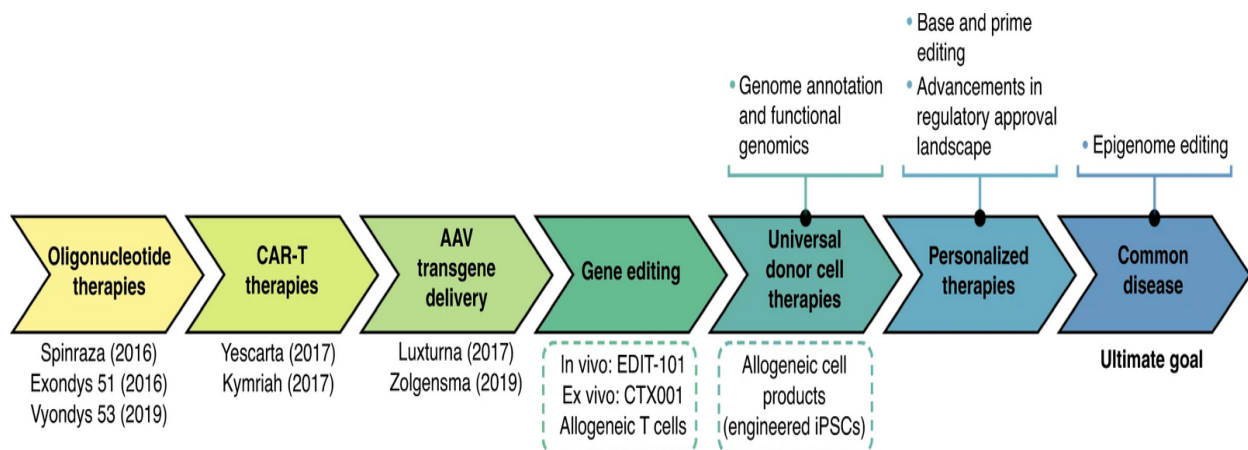 • Base and prime editing
• Advancements in regulatory approval landscape
• Genome annotation and functional genomics
• Epigenome editing
Oligonucleotide
therapies
CAR-T
therapies
AAV
transgene
delivery
Gene editing
Universal
donor cell
therapies
Personalized
therapies
Common
disease
Spinraza (2016)
Exondys 51 (2016)
Vyondys 53 (2019)
Yescarta (2017)
Kymriah (2017)
Luxturna (2017)
Zolgensma (2019)
In vivo: EDIT-101
Ex vivo: CTX001
Allogeneic T cells
Allogeneic cell
products
(engineered iPSCs)
Ultimate goal